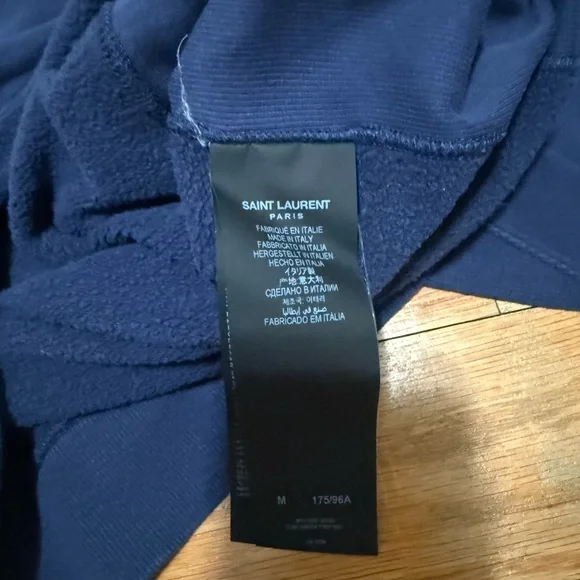 SAINT LAURENT
PARIS
FABRIQUÉ EN ITALIE
MADE IN ITALY
FABBRICATO IN ITALIA
HERGESTELLT IN ITALIEN
HECHO EN ITALIA
イタリア製
产地 意大利
СДЕЛАНО В ИТАЛИИ
제조국: 이태리
صنع في إيطاليا
FABRICADO EM ITÁLIA
M 175/96A